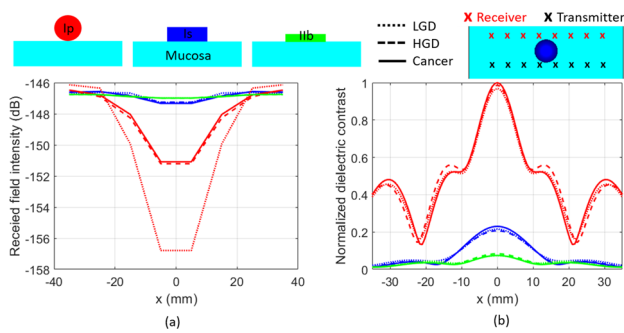 Ip
Is
IIb
Mucosa
LGD
HGD
Cancer
X Receiver X Transmitter
x x x x x x x x
x x x x x x x x
-146
-148
-150
-152
-154
-156
-158
Receied field intensity (dB)
-40 -20 0 20 40
x (mm)
(a)
1
0.8
0.6
0.4
0.2
0
Normalized dielectric contrast
-30 -20 -10 0 10 20 30
x (mm)
(b)